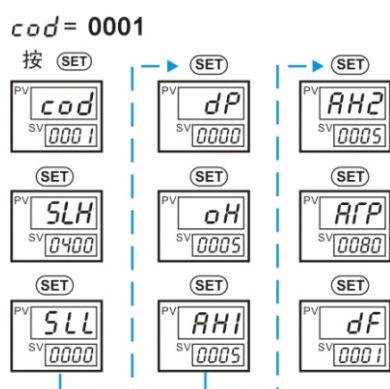 cod = 0001
按 SET
PV cod
SV 0001
SET
PV SLH
SV 0400
SET
PV SLL
SV 0000
SET
PV dP
SV 0000
SET
PV oH
SV 0005
SET
PV AH1
SV 0005
SET
PV AH2
SV 0005
SET
PV ATP
SV 0080
SET
PV dF
SV 0001